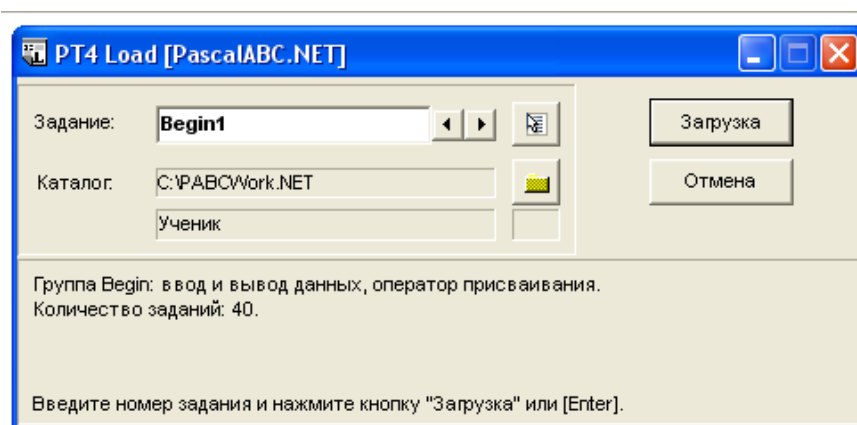 PT4 Load [PascalABC.NET]
Задание: Begin1 Загрузка
Каталог: C:\PABCWork.NET Отмена
Ученик
Группа Begin: ввод и вывод данных, оператор присваивания.
Количество заданий: 40.
Введите номер задания и нажмите кнопку "Загрузка" или [Enter].